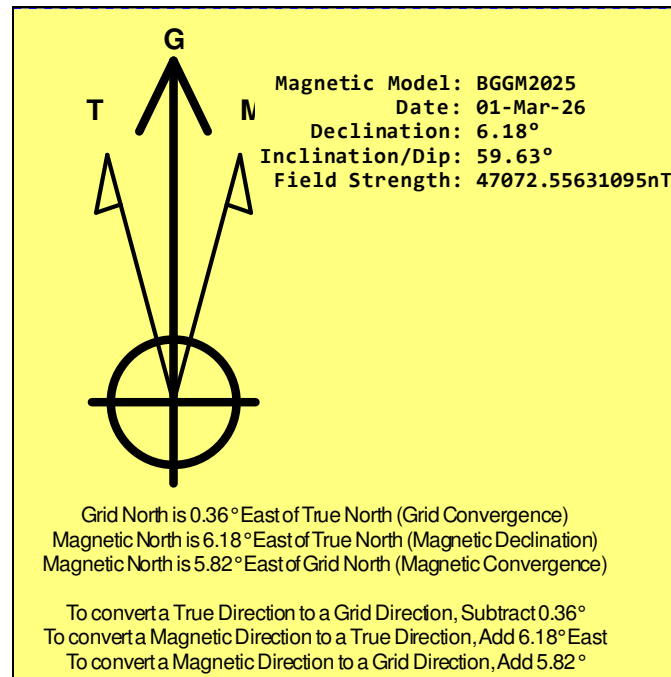 G
T
Magnetic Model: BGGM2025
Date: 01-Mar-26
Declination: 6.18°
Inclination/Dip: 59.63°
Field Strength: 47072.55631095nT
Grid North is 0.36° East of True North (Grid Convergence)
Magnetic North is 6.18° East of True North (Magnetic Declination)
Magnetic North is 5.82° East of Grid North (Magnetic Convergence)
To convert a True Direction to a Grid Direction, Subtract 0.36°
To convert a Magnetic Direction to a True Direction, Add 6.18° East
To convert a Magnetic Direction to a Grid Direction, Add 5.82°